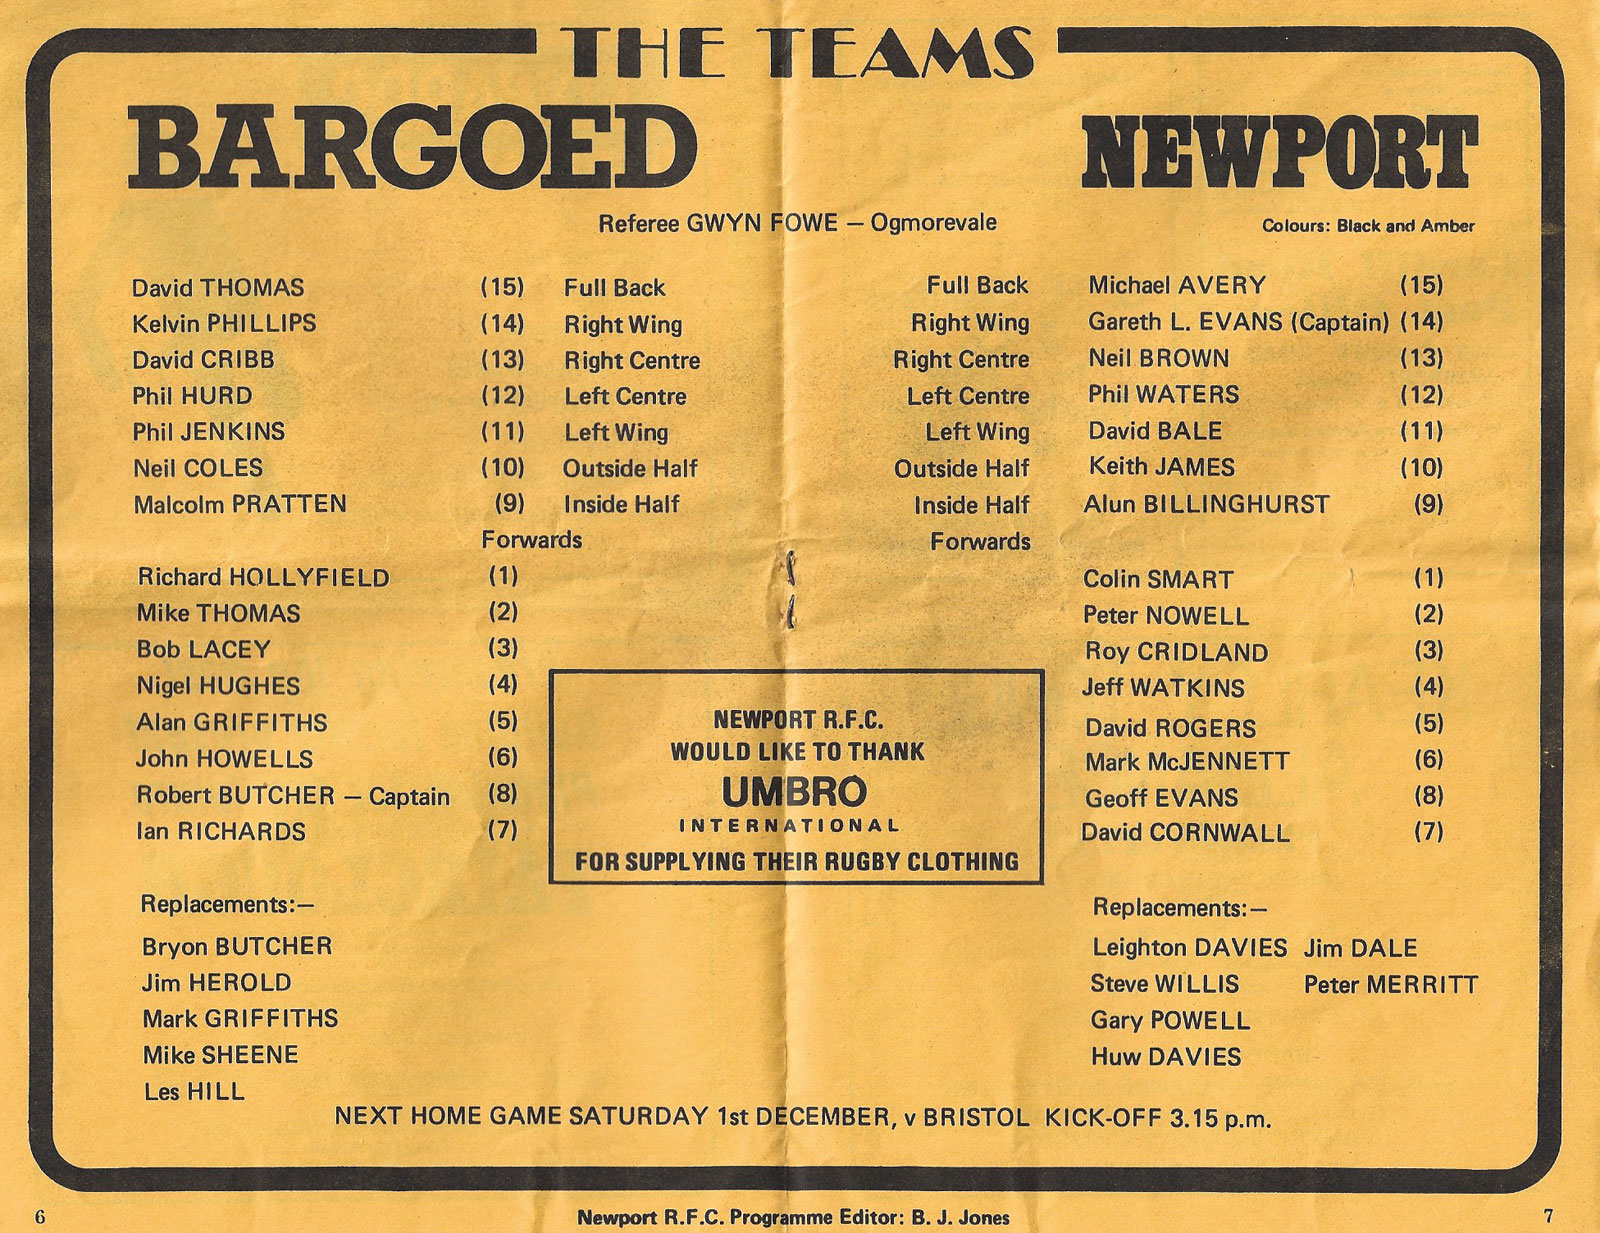 THE TEAMS
BARGOED
NEWPORT
Referee GWYN FOWE — Ogmorevale
Colours: Black and Amber
David THOMAS (15) Full Back
Kelvin PHILLIPS (14) Right Wing
David CRIBB (13) Right Centre
Phil HURD (12) Left Centre
Phil JENKINS (11) Left Wing
Neil COLES (10) Outside Half
Malcolm PRATTEN (9) Inside Half
Forwards
Richard HOLLYFIELD (1)
Mike THOMAS (2)
Bob LACEY (3)
Nigel HUGHES (4)
Alan GRIFFITHS (5)
John HOWELLS (6)
Robert BUTCHER — Captain (8)
Ian RICHARDS (7)
Replacements:—
Bryon BUTCHER
Jim HEROLD
Mark GRIFFITHS
Mike SHEENE
Les HILL
Full Back Michael AVERY (15)
Right Wing Gareth L. EVANS (Captain) (14)
Right Centre Neil BROWN (13)
Left Centre Phil WATERS (12)
Left Wing David BALE (11)
Outside Half Keith JAMES (10)
Inside Half Alun BILLINGHURST (9)
Forwards
Colin SMART (1)
Peter NOWELL (2)
Roy CRIDLAND (3)
Jeff WATKINS (4)
David ROGERS (5)
Mark McJENNETT (6)
Geoff EVANS (8)
David CORNWALL (7)
Replacements:—
Leighton DAVIES Jim DALE
Steve WILLIS Peter MERRITT
Gary POWELL
Huw DAVIES
NEWPORT R.F.C.
WOULD LIKE TO THANK
UMBRO
INTERNATIONAL
FOR SUPPLYING THEIR RUGBY CLOTHING
NEXT HOME GAME SATURDAY 1st DECEMBER, v BRISTOL KICK-OFF 3.15 p.m.
6
Newport R.F.C. Programme Editor: B. J. Jones
7